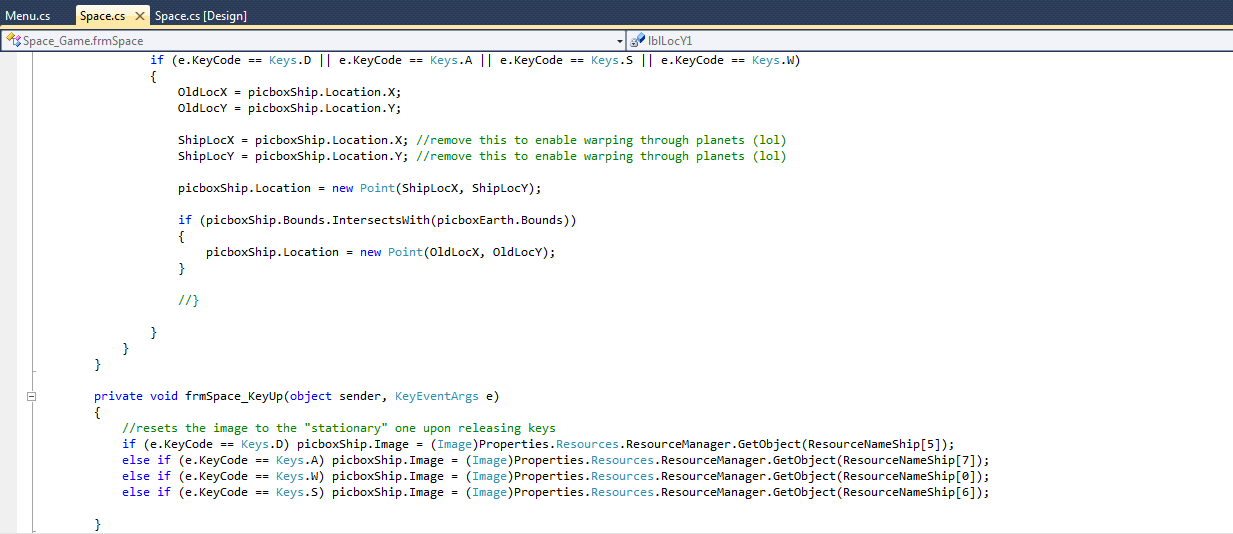 Menu.cs Space.cs Space.cs [Design]
Space_Game.frmSpace lblLocY1
if (e.KeyCode == Keys.D || e.KeyCode == Keys.A || e.KeyCode == Keys.S || e.KeyCode == Keys.W)
{
OldLocX = picboxShip.Location.X;
OldLocY = picboxShip.Location.Y;
ShipLocX = picboxShip.Location.X; //remove this to enable warping through planets (lol)
ShipLocY = picboxShip.Location.Y; //remove this to enable warping through planets (lol)
picboxShip.Location = new Point(ShipLocX, ShipLocY);
if (picboxShip.Bounds.IntersectsWith(picboxEarth.Bounds))
{
picboxShip.Location = new Point(OldLocX, OldLocY);
}
//}
}
}
}
private void frmSpace_KeyUp(object sender, KeyEventArgs e)
{
//resets the image to the "stationary" one upon releasing keys
if (e.KeyCode == Keys.D) picboxShip.Image = (Image)Properties.Resources.ResourceManager.GetObject(ResourceNameShip[5]);
else if (e.KeyCode == Keys.A) picboxShip.Image = (Image)Properties.Resources.ResourceManager.GetObject(ResourceNameShip[7]);
else if (e.KeyCode == Keys.W) picboxShip.Image = (Image)Properties.Resources.ResourceManager.GetObject(ResourceNameShip[0]);
else if (e.KeyCode == Keys.S) picboxShip.Image = (Image)Properties.Resources.ResourceManager.GetObject(ResourceNameShip[6]);
}